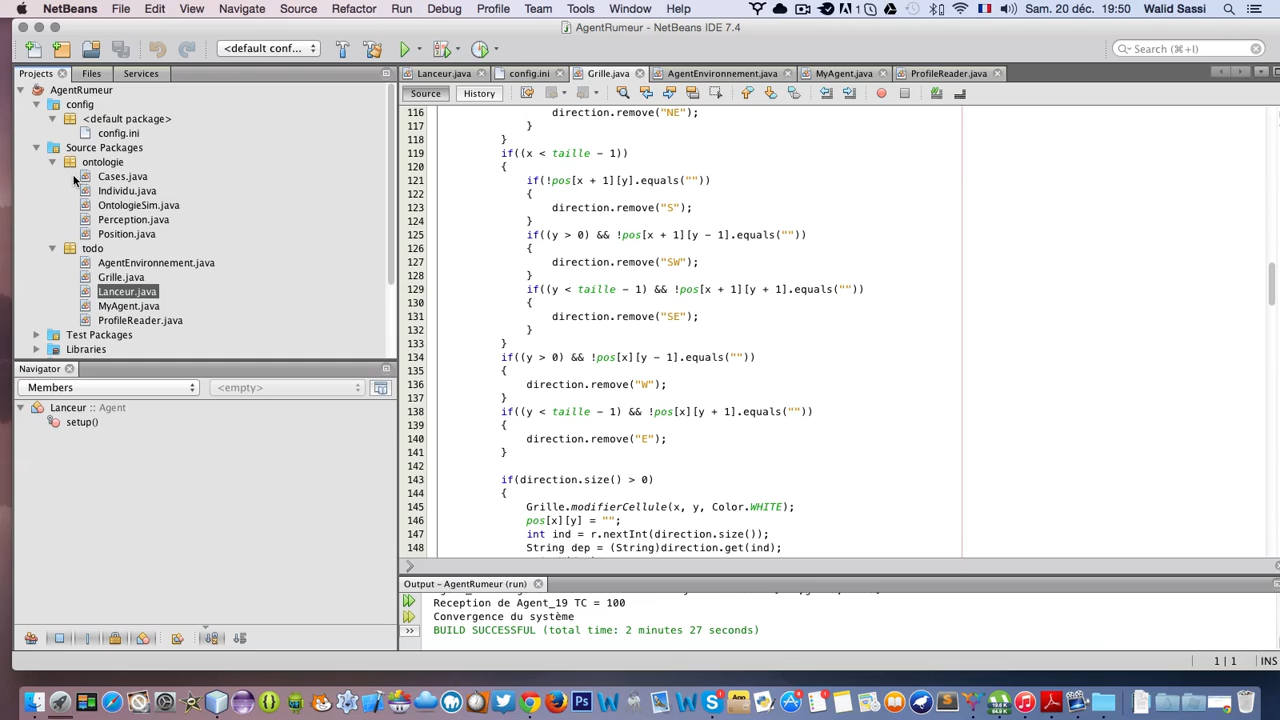 NetBeans File Edit View Navigate Source Refactor Run Debug Profile Team Tools Window Help Sam. 20 déc. 19:50 Walid Sassi
AgentRumeur - NetBeans IDE 7.4
<default conf... Search (⌘+I)
Projects Files Services
Lanceur.java config.ini Grille.java AgentEnvironnement.java MyAgent.java ProfileReader.java
Source History
AgentRumeur
config
<default package>
config.ini
Source Packages
ontologie
Cases.java
Individu.java
OntologieSim.java
Perception.java
Position.java
todo
AgentEnvironnement.java
Grille.java
Lanceur.java
MyAgent.java
ProfileReader.java
Test Packages
Libraries
Navigator
Members <empty>
Lanceur :: Agent
setup()
116 direction.remove("NE");
117 }
118 }
119 if((x < taille - 1))
120 {
121 if(!pos[x + 1][y].equals(""))
122 {
123 direction.remove("S");
124 }
125 if((y > 0) && !pos[x + 1][y - 1].equals(""))
126 {
127 direction.remove("SW");
128 }
129 if((y < taille - 1) && !pos[x + 1][y + 1].equals(""))
130 {
131 direction.remove("SE");
132 }
133 }
134 if((y > 0) && !pos[x][y - 1].equals(""))
135 {
136 direction.remove("W");
137 }
138 if((y < taille - 1) && !pos[x][y + 1].equals(""))
139 {
140 direction.remove("E");
141 }
142
143 if(direction.size() > 0)
144 {
145 Grille.modifierCellule(x, y, Color.WHITE);
146 pos[x][y] = "";
147 int ind = r.nextInt(direction.size());
148 String dep = (String)direction.get(ind);
Output - AgentRumeur (run)
Reception de Agent_19 TC = 100
Convergence du système
BUILD SUCCESSFUL (total time: 2 minutes 27 seconds)
1 | 1 INS